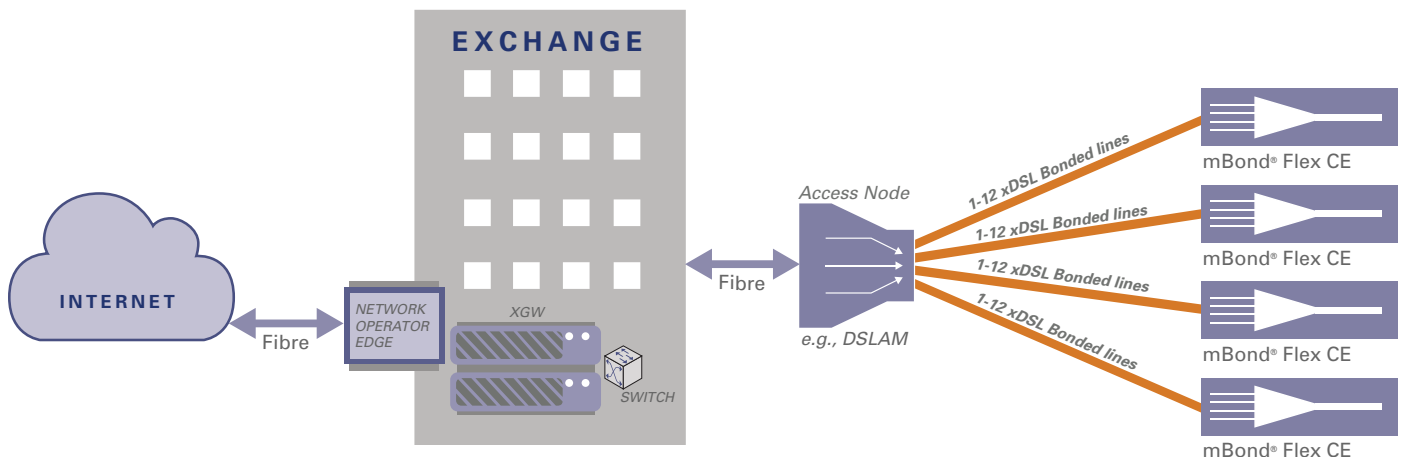 EXCHANGE
INTERNET
Fibre
NETWORK
OPERATOR
EDGE
XGW
SWITCH
Fibre
Access Node
e.g., DSLAM
1-12 xDSL Bonded lines
1-12 xDSL Bonded lines
1-12 xDSL Bonded lines
1-12 xDSL Bonded lines
mBond® Flex CE
mBond® Flex CE
mBond® Flex CE
mBond® Flex CE